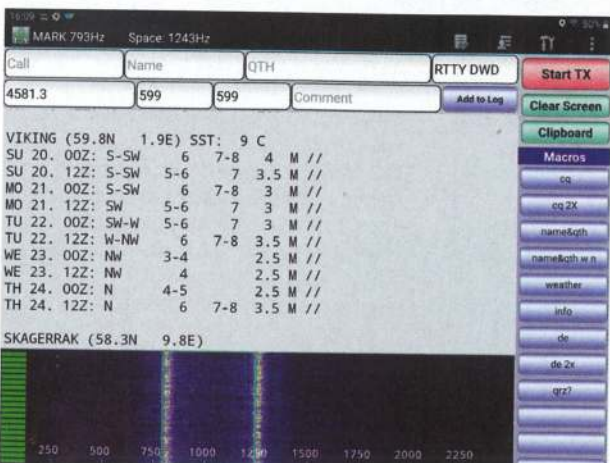 16:09
50%
MARK 793Hz Space: 1243Hz
Call Name QTH RTTY DWD Start TX
4581.3 599 599 Comment Add to Log Clear Screen
Clipboard
Macros
VIKING (59.8N 1.9E) SST: 9 C
SU 20. 00Z: S-SW 6 7-8 4 M //
SU 20. 12Z: S-SW 5-6 7 3.5 M //
MO 21. 00Z: S-SW 6 7-8 3 M //
MO 21. 12Z: SW 5-6 7 3 M //
TU 22. 00Z: SW-W 5-6 7 3 M //
TU 22. 12Z: W-NW 6 7-8 3.5 M //
WE 23. 00Z: NW 3-4 2.5 M //
WE 23. 12Z: NW 4 2.5 M //
TH 24. 00Z: N 4-5 2.5 M //
TH 24. 12Z: N 6 7-8 3.5 M //
SKAGERRAK (58.3N 9.8E)
cq
cq 2X
name&qth
name&qth w n
weather
info
de
de 2x
qrz?
250 500 750 1000 1250 1500 1750 2000 2250